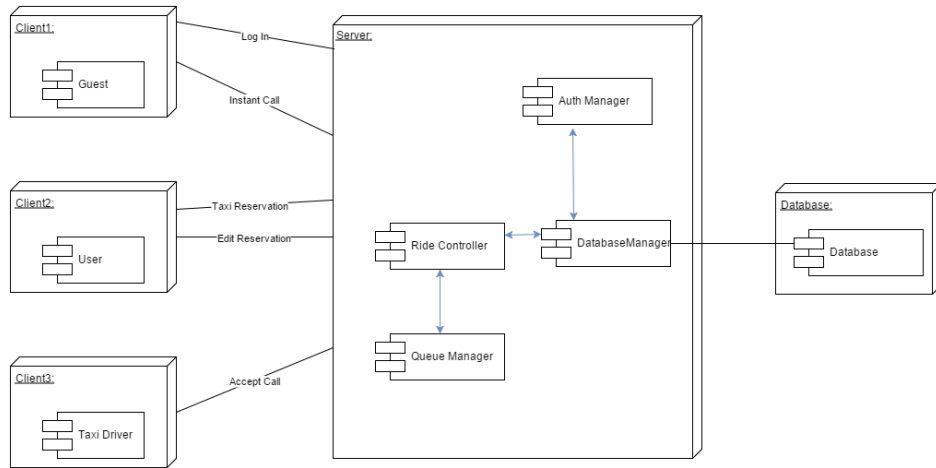 Client1:
Guest
Log In
Instant Call
Client2:
User
Taxi Reservation
Edit Reservation
Client3:
Taxi Driver
Accept Call
Server:
Auth Manager
Ride Controller
DatabaseManager
Queue Manager
Database:
Database